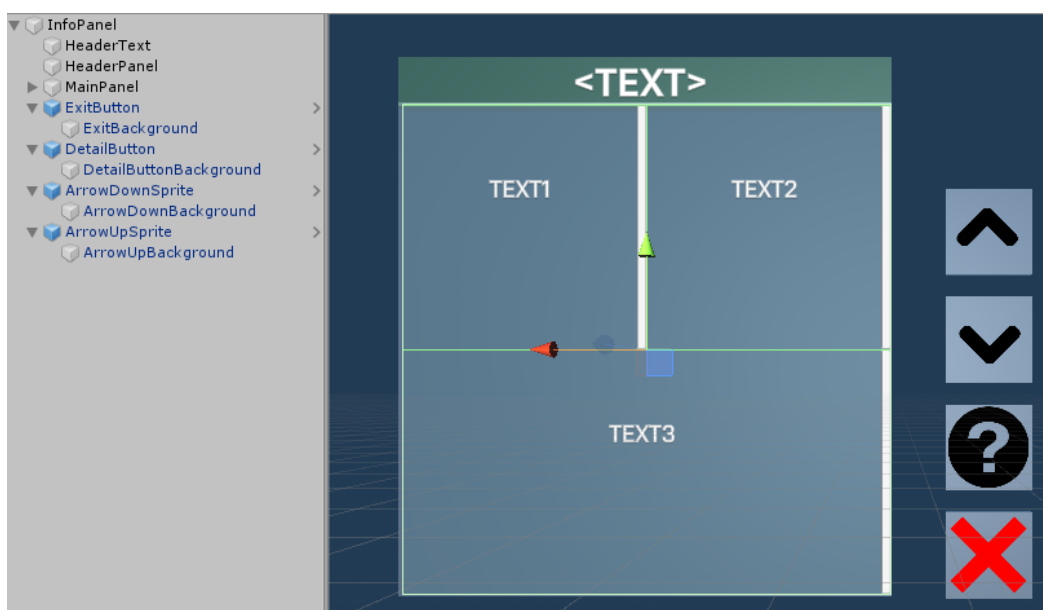 InfoPanel
HeaderText
HeaderPanel
MainPanel
ExitButton
ExitBackground
DetailButton
DetailButtonBackground
ArrowDownSprite
ArrowDownBackground
ArrowUpSprite
ArrowUpBackground
<TEXT>
TEXT1 TEXT2
TEXT3
?